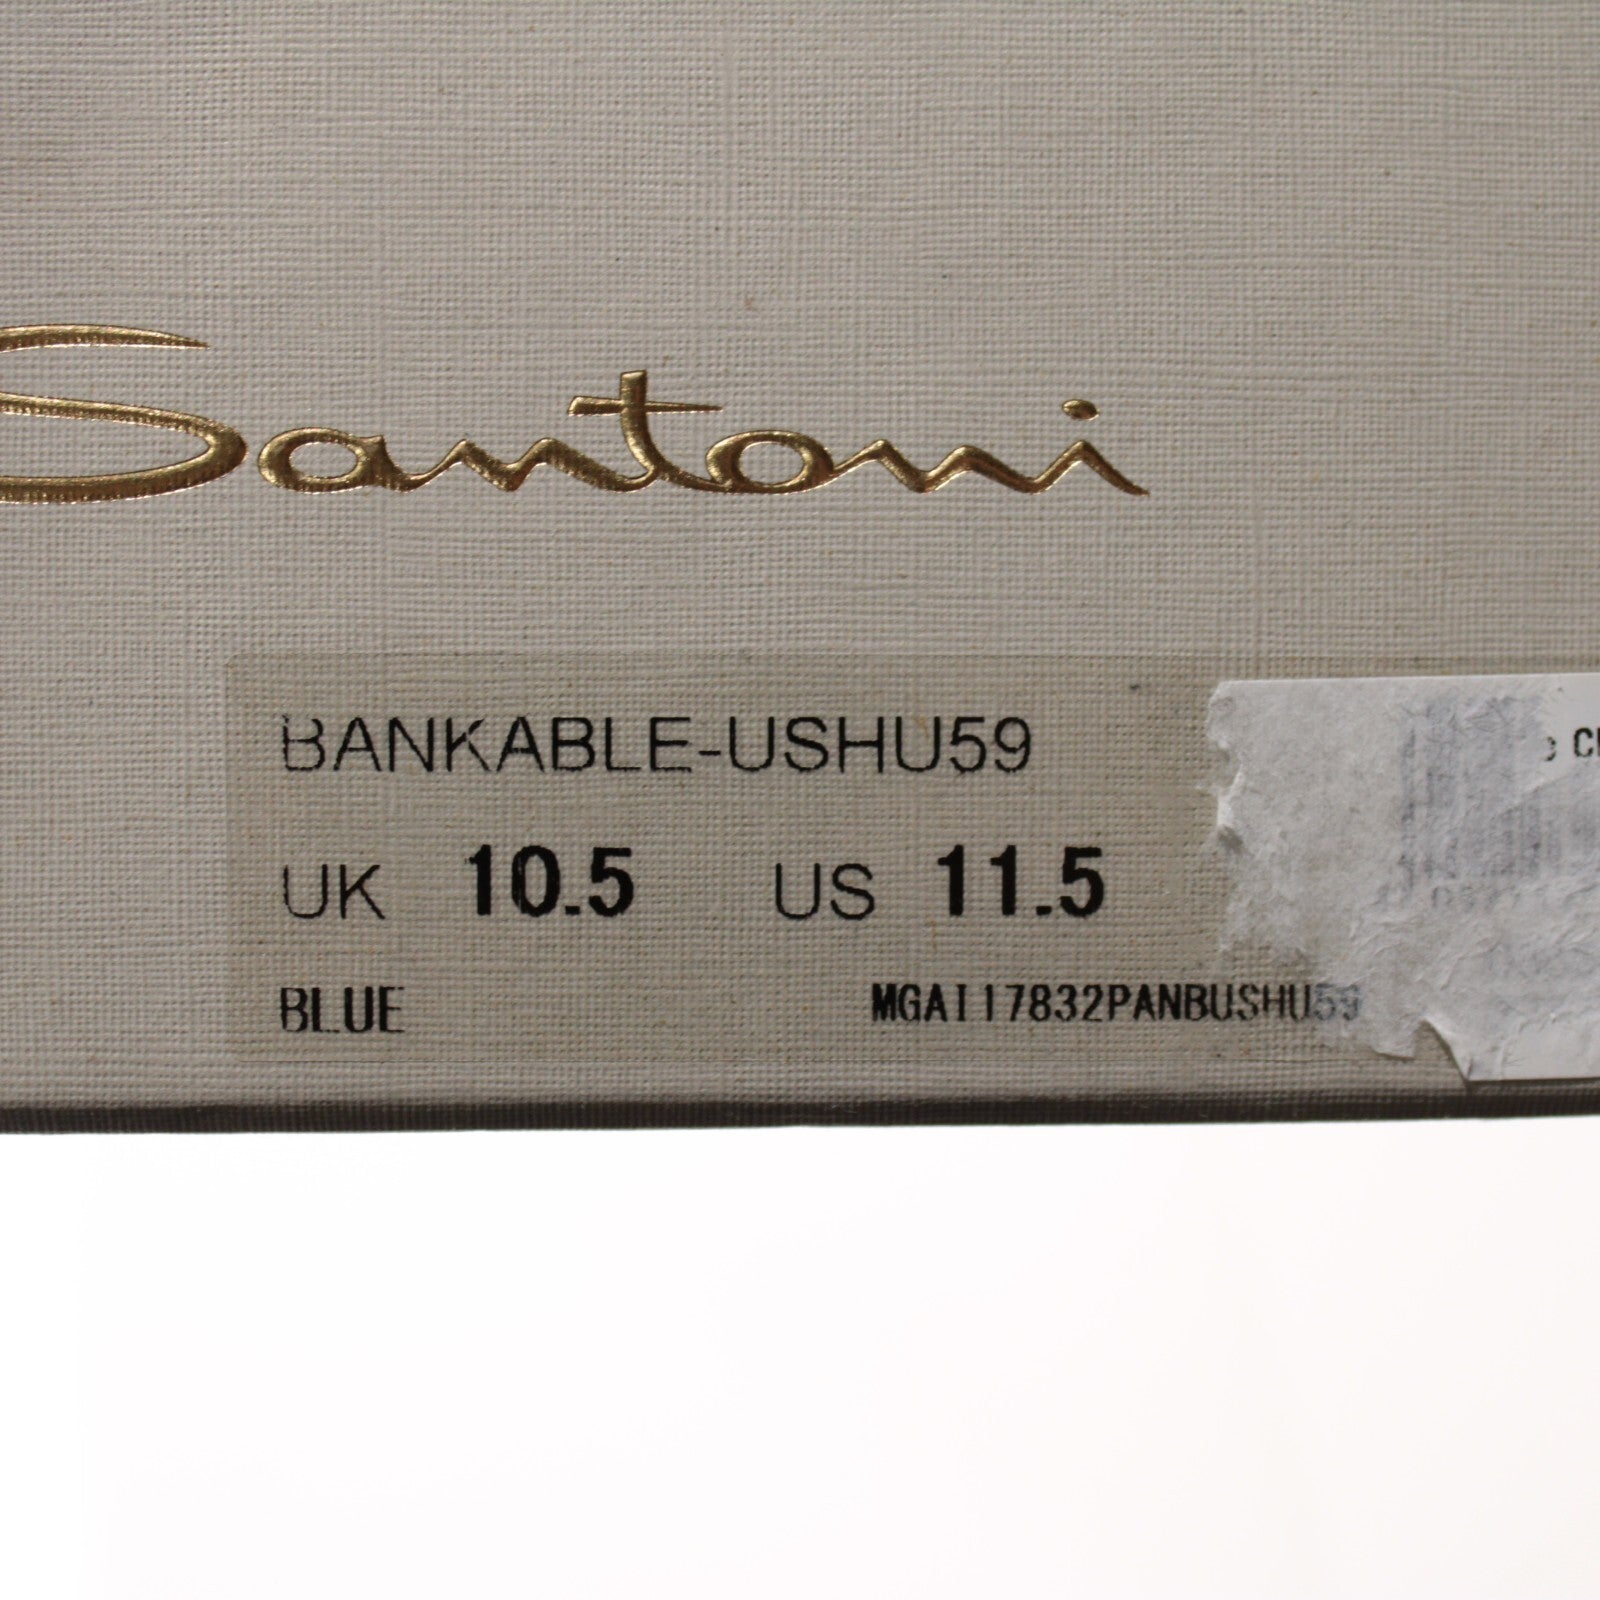 Santoni
BANKABLE-USHU59
UK 10.5 US 11.5
BLUE MGAI17832PANBUSHU59